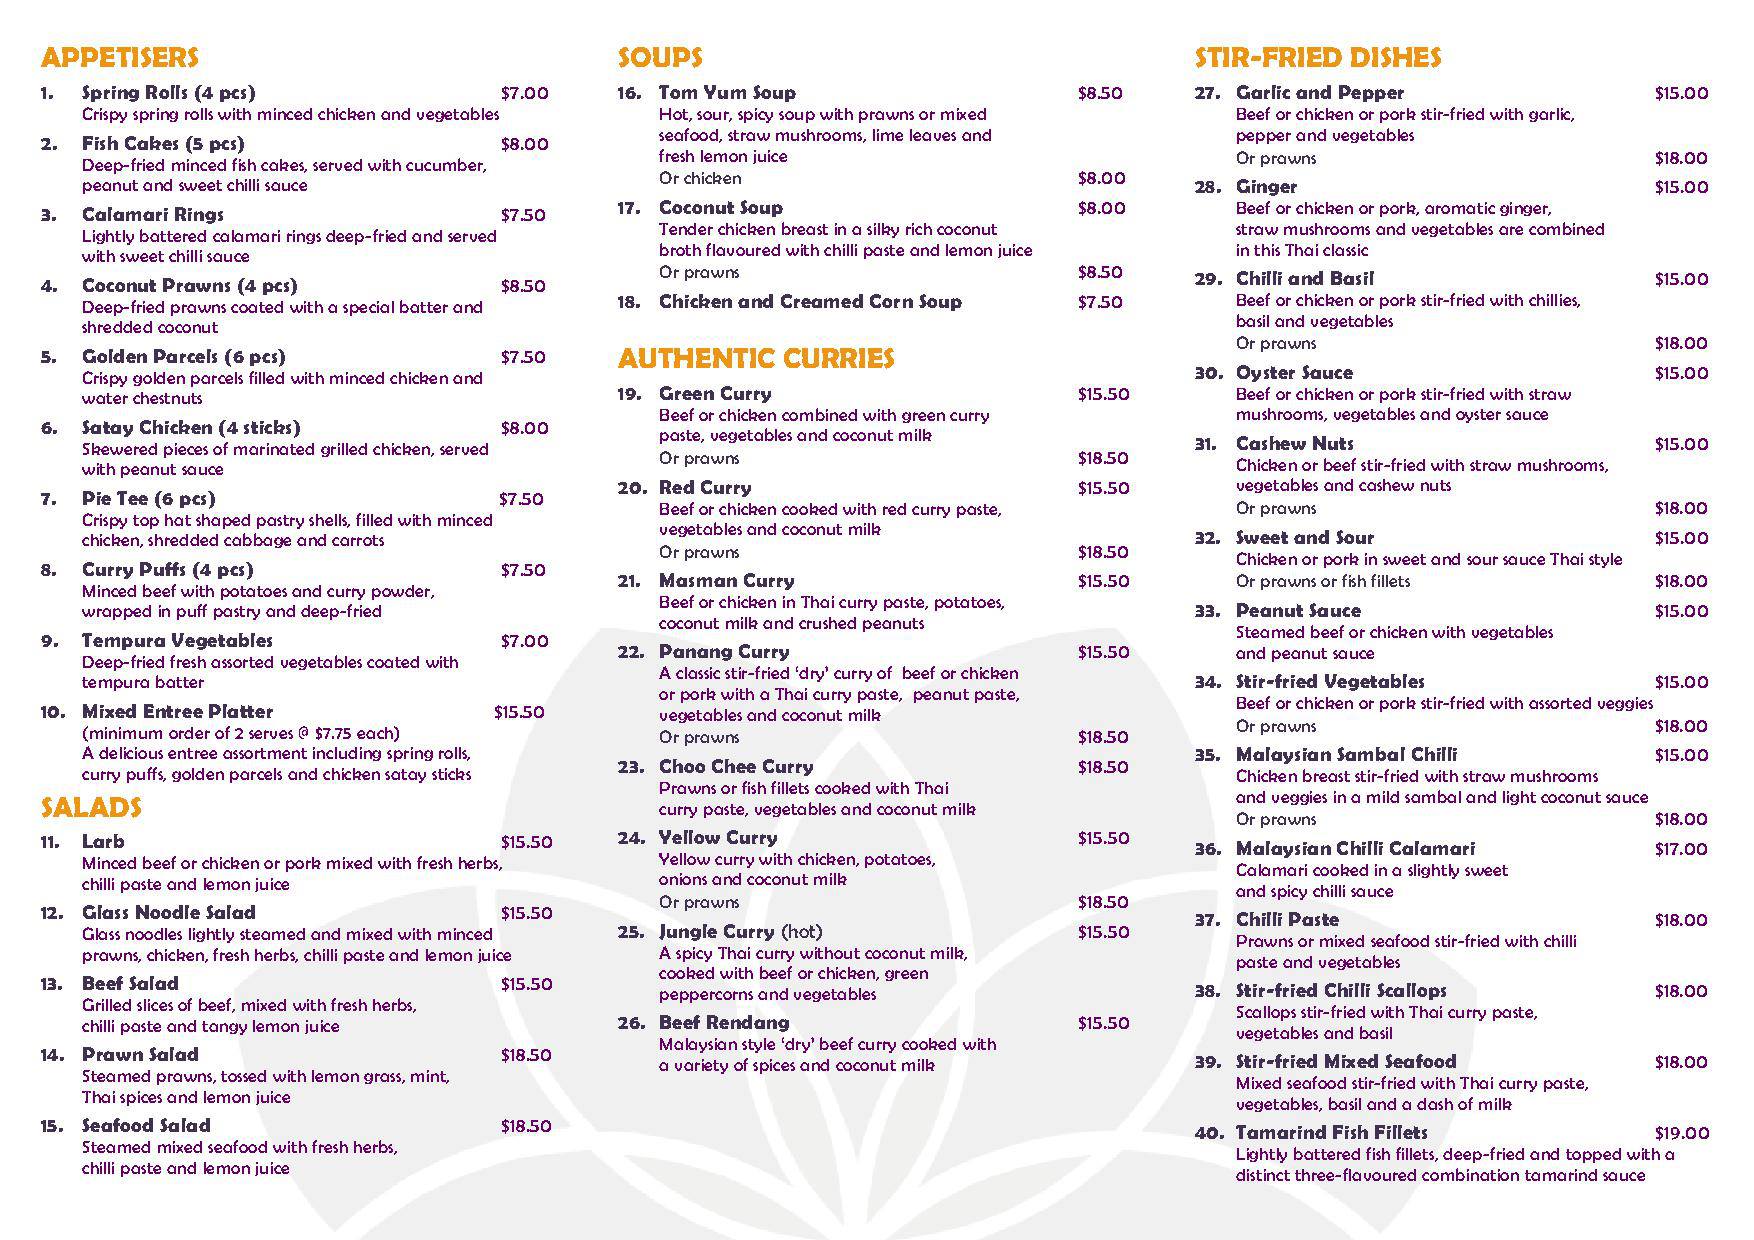 APPETISERS
1. Spring Rolls (4 pcs) $7.00
Crispy spring rolls with minced chicken and vegetables
2. Fish Cakes (5 pcs) $8.00
Deep-fried minced fish cakes, served with cucumber,
peanut and sweet chilli sauce
3. Calamari Rings $7.50
Lightly battered calamari rings deep-fried and served
with sweet chilli sauce
4. Coconut Prawns (4 pcs) $8.50
Deep-fried prawns coated with a special batter and
shredded coconut
5. Golden Parcels (6 pcs) $7.50
Crispy golden parcels filled with minced chicken and
water chestnuts
6. Satay Chicken (4 sticks) $8.00
Skewered pieces of marinated grilled chicken, served
with peanut sauce
7. Pie Tee (6 pcs) $7.50
Crispy top hat shaped pastry shells, filled with minced
chicken, shredded cabbage and carrots
8. Curry Puffs (4 pcs) $7.50
Minced beef with potatoes and curry powder,
wrapped in puff pastry and deep-fried
9. Tempura Vegetables $7.00
Deep-fried fresh assorted vegetables coated with
tempura batter
10. Mixed Entree Platter $15.50
(minimum order of 2 serves @ $7.75 each)
A delicious entree assortment including spring rolls,
curry puffs, golden parcels and chicken satay sticks
SALADS
11. Larb $15.50
Minced beef or chicken or pork mixed with fresh herbs,
chilli paste and lemon juice
12. Glass Noodle Salad $15.50
Glass noodles lightly steamed and mixed with minced
prawns, chicken, fresh herbs, chilli paste and lemon juice
13. Beef Salad $15.50
Grilled slices of beef, mixed with fresh herbs,
chilli paste and tangy lemon juice
14. Prawn Salad $18.50
Steamed prawns, tossed with lemon grass, mint,
Thai spices and lemon juice
15. Seafood Salad $18.50
Steamed mixed seafood with fresh herbs,
chilli paste and lemon juice
SOUPS
16. Tom Yum Soup $8.50
Hot, sour, spicy soup with prawns or mixed
seafood, straw mushrooms, lime leaves and
fresh lemon juice
Or chicken $8.00
17. Coconut Soup $8.00
Tender chicken breast in a silky rich coconut
broth flavoured with chilli paste and lemon juice
Or prawns $8.50
18. Chicken and Creamed Corn Soup $7.50
AUTHENTIC CURRIES
19. Green Curry $15.50
Beef or chicken combined with green curry
paste, vegetables and coconut milk
Or prawns $18.50
20. Red Curry $15.50
Beef or chicken cooked with red curry paste,
vegetables and coconut milk
Or prawns $18.50
21. Masman Curry $15.50
Beef or chicken in Thai curry paste, potatoes,
coconut milk and crushed peanuts
22. Panang Curry $15.50
A classic stir-fried ‘dry’ curry of beef or chicken
or pork with a Thai curry paste, peanut paste,
vegetables and coconut milk
Or prawns $18.50
23. Choo Chee Curry $18.50
Prawns or fish fillets cooked with Thai
curry paste, vegetables and coconut milk
24. Yellow Curry $15.50
Yellow curry with chicken, potatoes,
onions and coconut milk
Or prawns $18.50
25. Jungle Curry (hot) $15.50
A spicy Thai curry without coconut milk,
cooked with beef or chicken, green
peppercorns and vegetables
26. Beef Rendang $15.50
Malaysian style ‘dry’ beef curry cooked with
a variety of spices and coconut milk
STIR-FRIED DISHES
27. Garlic and Pepper $15.00
Beef or chicken or pork stir-fried with garlic,
pepper and vegetables
Or prawns $18.00
28. Ginger $15.00
Beef or chicken or pork, aromatic ginger,
straw mushrooms and vegetables are combined
in this Thai classic
29. Chilli and Basil $15.00
Beef or chicken or pork stir-fried with chillies,
basil and vegetables
Or prawns $18.00
30. Oyster Sauce $15.00
Beef or chicken or pork stir-fried with straw
mushrooms, vegetables and oyster sauce
31. Cashew Nuts $15.00
Chicken or beef stir-fried with straw mushrooms,
vegetables and cashew nuts
Or prawns $18.00
32. Sweet and Sour $15.00
Chicken or pork in sweet and sour sauce Thai style
Or prawns or fish fillets $18.00
33. Peanut Sauce $15.00
Steamed beef or chicken with vegetables
and peanut sauce
34. Stir-fried Vegetables $15.00
Beef or chicken or pork stir-fried with assorted veggies
Or prawns $18.00
35. Malaysian Sambal Chilli $15.00
Chicken breast stir-fried with straw mushrooms
and veggies in a mild sambal and light coconut sauce
Or prawns $18.00
36. Malaysian Chilli Calamari $17.00
Calamari cooked in a slightly sweet
and spicy chilli sauce
37. Chilli Paste $18.00
Prawns or mixed seafood stir-fried with chilli
paste and vegetables
38. Stir-fried Chilli Scallops $18.00
Scallops stir-fried with Thai curry paste,
vegetables and basil
39. Stir-fried Mixed Seafood $18.00
Mixed seafood stir-fried with Thai curry paste,
vegetables, basil and a dash of milk
40. Tamarind Fish Fillets $19.00
Lightly battered fish fillets, deep-fried and topped with a
distinct three-flavoured combination tamarind sauce